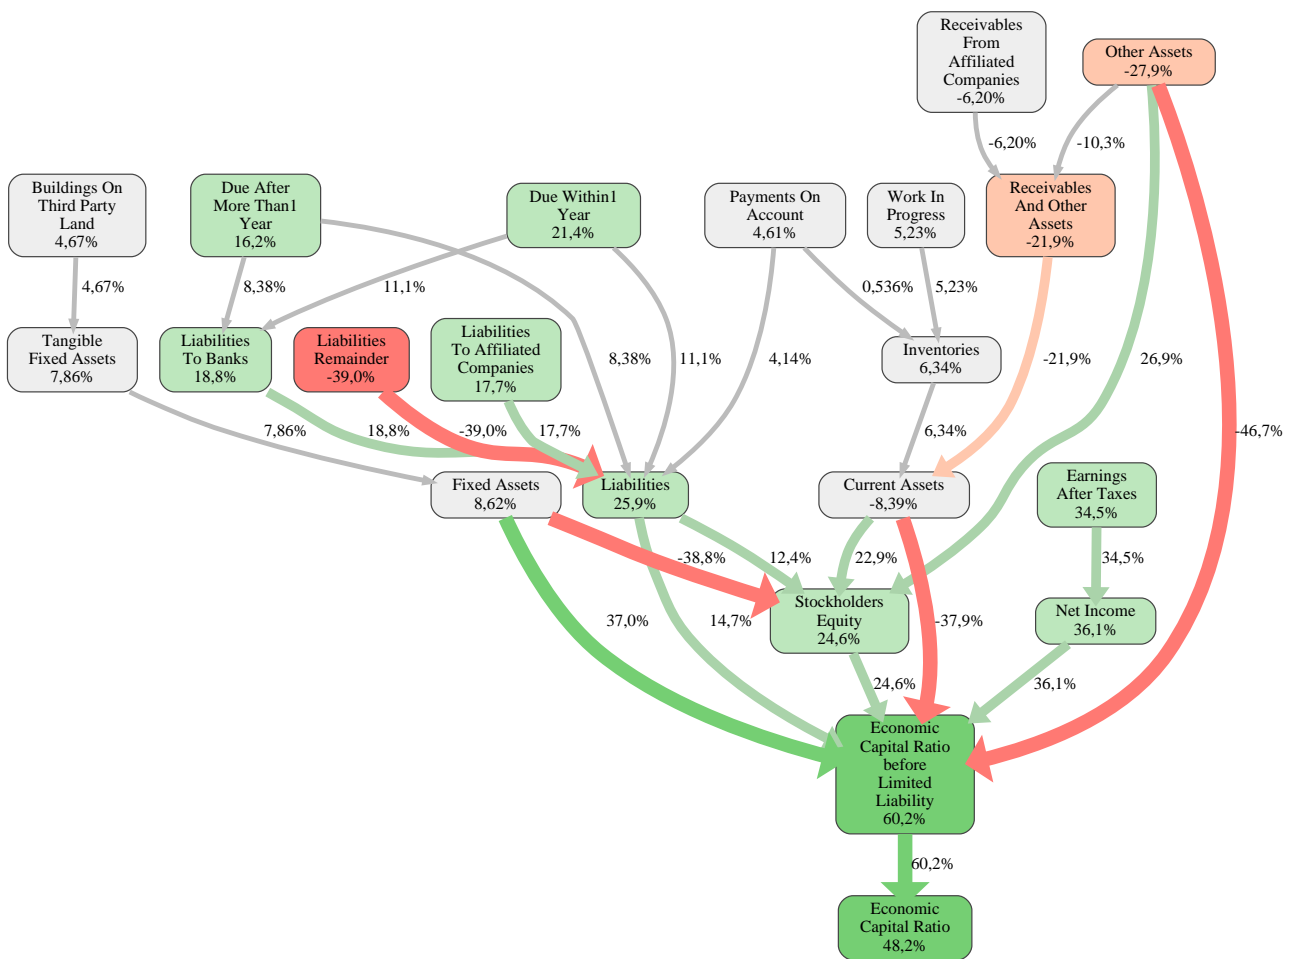 Receivables
From
Affiliated
Companies
-6,20%
Other Assets
-27,9%
-6,20%
-10,3%
Buildings On
Third Party
Land
4,67%
Due After
More Than1
Year
16,2%
Due Within1
Year
21,4%
Payments On
Account
4,61%
Work In
Progress
5,23%
Receivables
And Other
Assets
-21,9%
4,67%
8,38%
11,1%
0,536%
5,23%
Tangible
Fixed Assets
7,86%
Liabilities
To Banks
18,8%
Liabilities
Remainder
-39,0%
Liabilities
To Affiliated
Companies
17,7%
8,38%
11,1%
4,14%
Inventories
6,34%
-21,9%
26,9%
7,86%
18,8%
-39,0%
17,7%
6,34%
-46,7%
Fixed Assets
8,62%
Liabilities
25,9%
Current Assets
-8,39%
Earnings
After Taxes
34,5%
-38,8%
12,4%
22,9%
34,5%
Stockholders
Equity
24,6%
Net Income
36,1%
37,0%
14,7%
-37,9%
24,6%
36,1%
Economic
Capital Ratio
before
Limited
Liability
60,2%
60,2%
Economic
Capital Ratio
48,2%